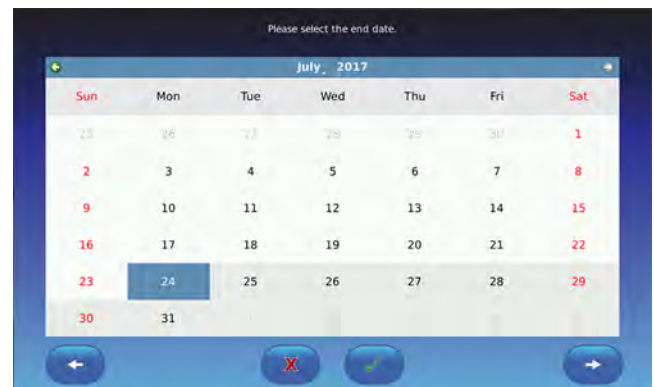 Please select the end date.
July, 2017
Sun Mon Tue Wed Thu Fri Sat
25 26 27 28 29 30 1
2 3 4 5 6 7 8
9 10 11 12 13 14 15
16 17 18 19 20 21 22
23 24 25 26 27 28 29
30 31
X